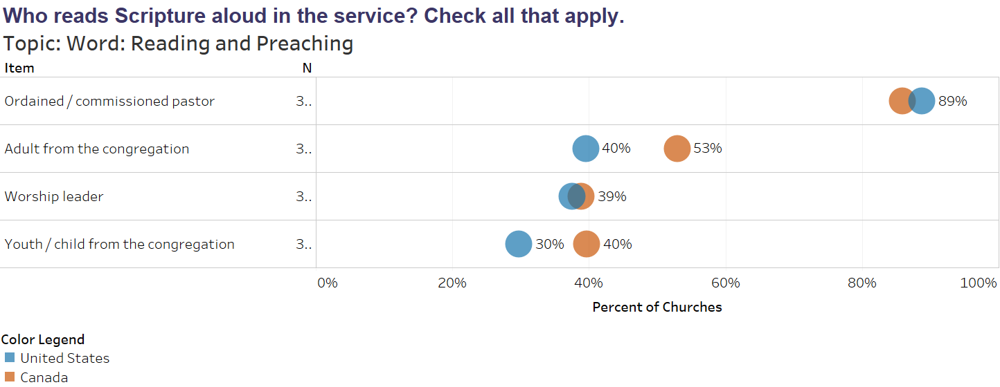 Who reads Scripture aloud in the service? Check all that apply.
Topic: Word: Reading and Preaching
Item N
Ordained / commissioned pastor 3.. 89%
Adult from the congregation 3.. 40% 53%
Worship leader 3.. 39%
Youth / child from the congregation 3.. 30% 40%
0% 20% 40% 60% 80% 100%
Percent of Churches
Color Legend
United States
Canada